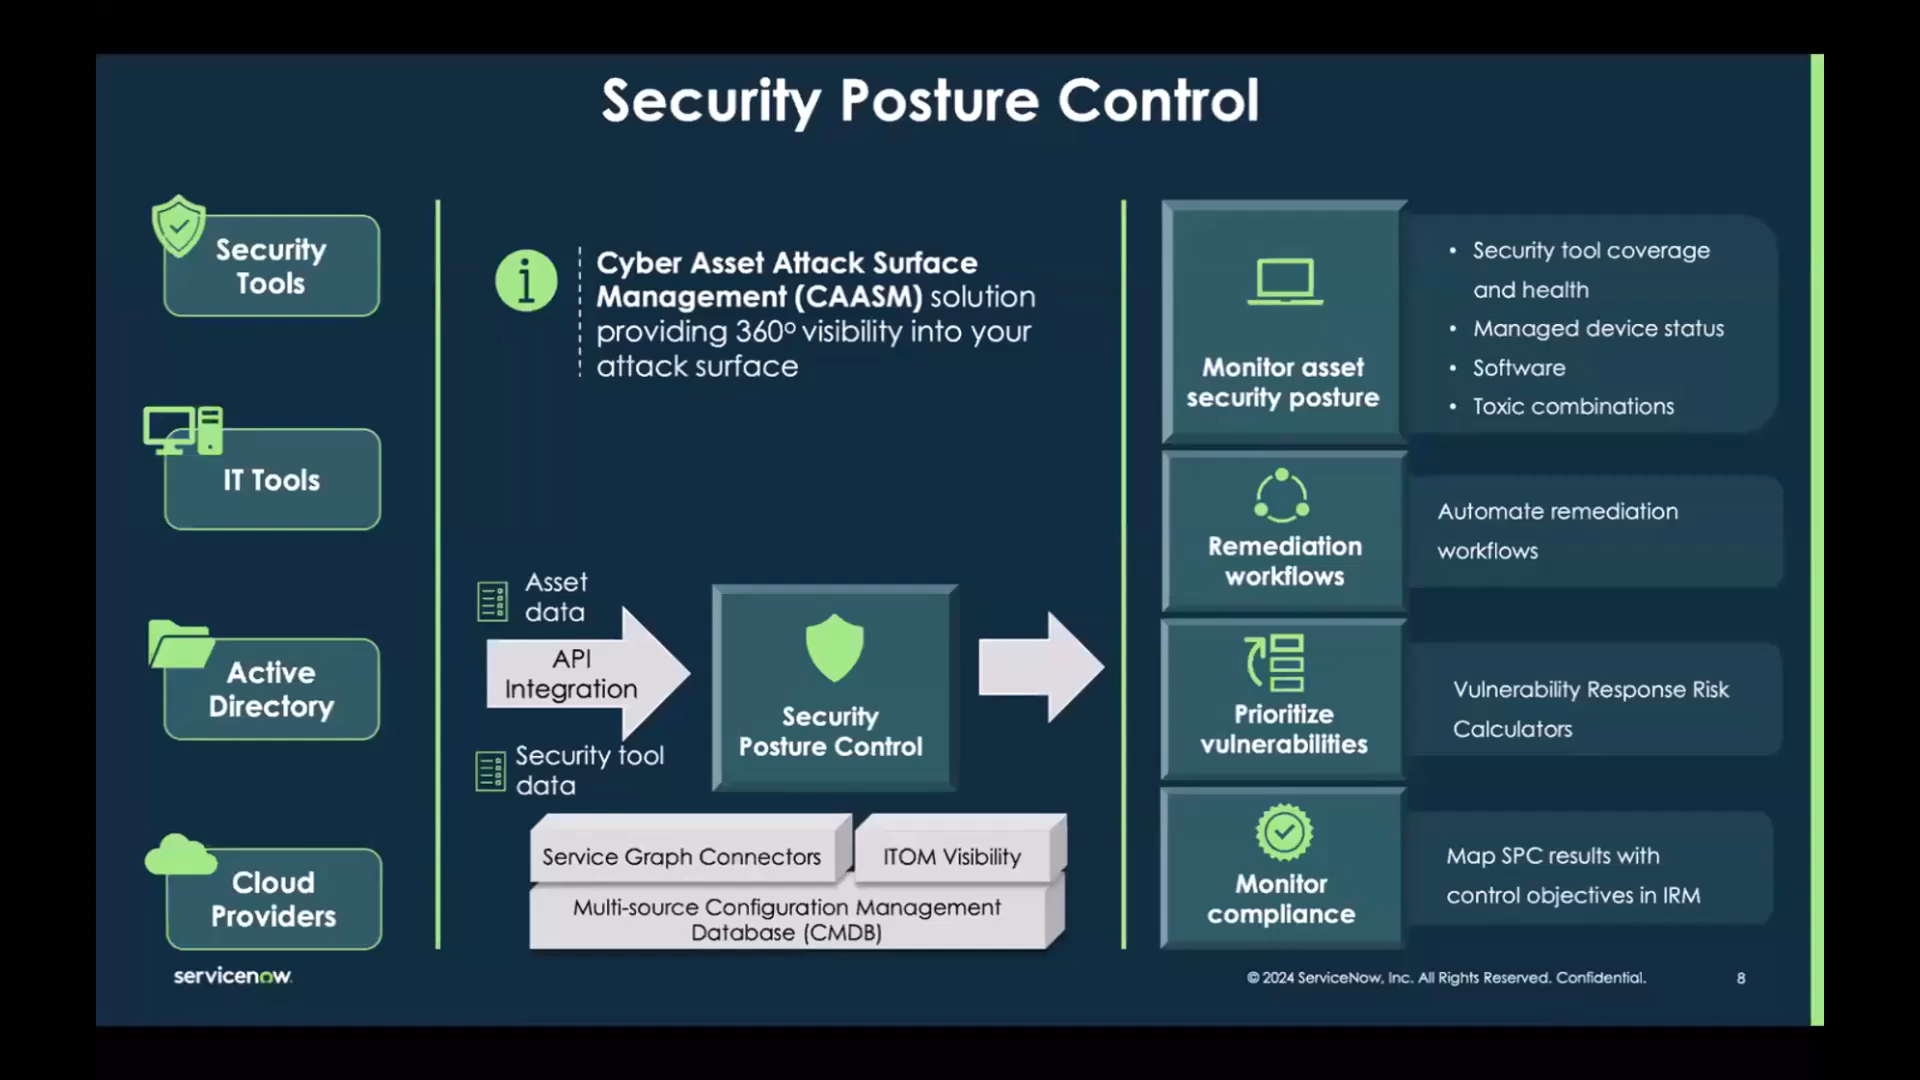 Security Posture Control
Security
Tools
IT Tools
Active
Directory
Cloud
Providers
Cyber Asset Attack Surface
Management (CAASM) solution
providing 360º visibility into your
attack surface
Asset
data
API
Integration
Security tool
data
Security
Posture Control
Service Graph Connectors
ITOM Visibility
Multi-source Configuration Management
Database (CMDB)
Monitor asset
security posture
• Security tool coverage
and health
• Managed device status
• Software
• Toxic combinations
Remediation
workflows
Automate remediation
workflows
Prioritize
vulnerabilities
Vulnerability Response Risk
Calculators
Monitor
compliance
Map SPC results with
control objectives in IRM
servicenow.
© 2024 ServiceNow, Inc. All Rights Reserved. Confidential.
8